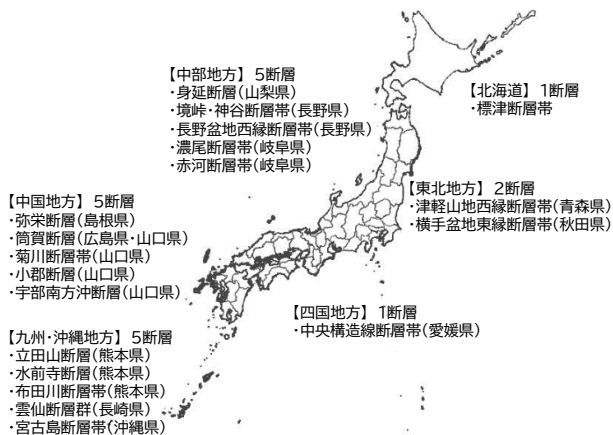 【中部地方】 5断層
・身延断層(山梨県)
・境峠・神谷断層帯(長野県)
・長野盆地西縁断層帯(長野県)
・濃尾断層帯(岐阜県)
・赤河断層帯(岐阜県)
【北海道】 1断層
・標津断層帯
【東北地方】 2断層
・津軽山地西縁断層帯(青森県)
・横手盆地東縁断層帯(秋田県)
【中国地方】 5断層
・弥栄断層(島根県)
・筒賀断層(広島県・山口県)
・菊川断層帯(山口県)
・小郡断層(山口県)
・宇部南方沖断層(山口県)
【四国地方】 1断層
・中央構造線断層帯(愛媛県)
【九州・沖縄地方】 5断層
・立田山断層(熊本県)
・水前寺断層(熊本県)
・布田川断層帯(熊本県)
・雲仙断層群(長崎県)
・宮古島断層帯(沖縄県)